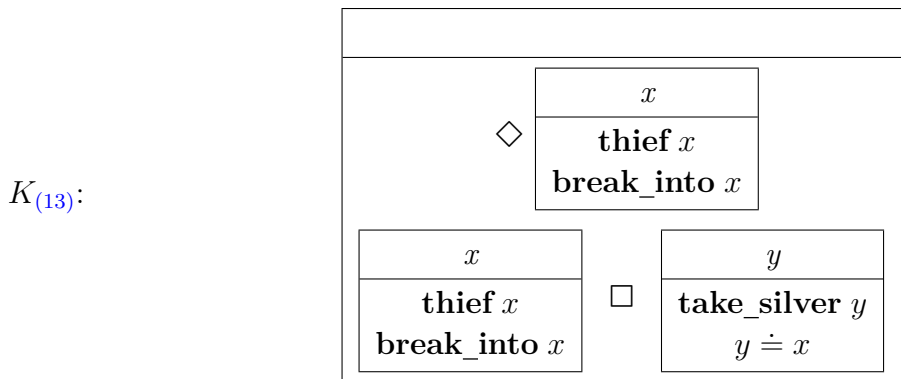 x
◇ thief x
break_into x
K(13):
x y
thief x □ take_silver y
break_into x y ≐ x